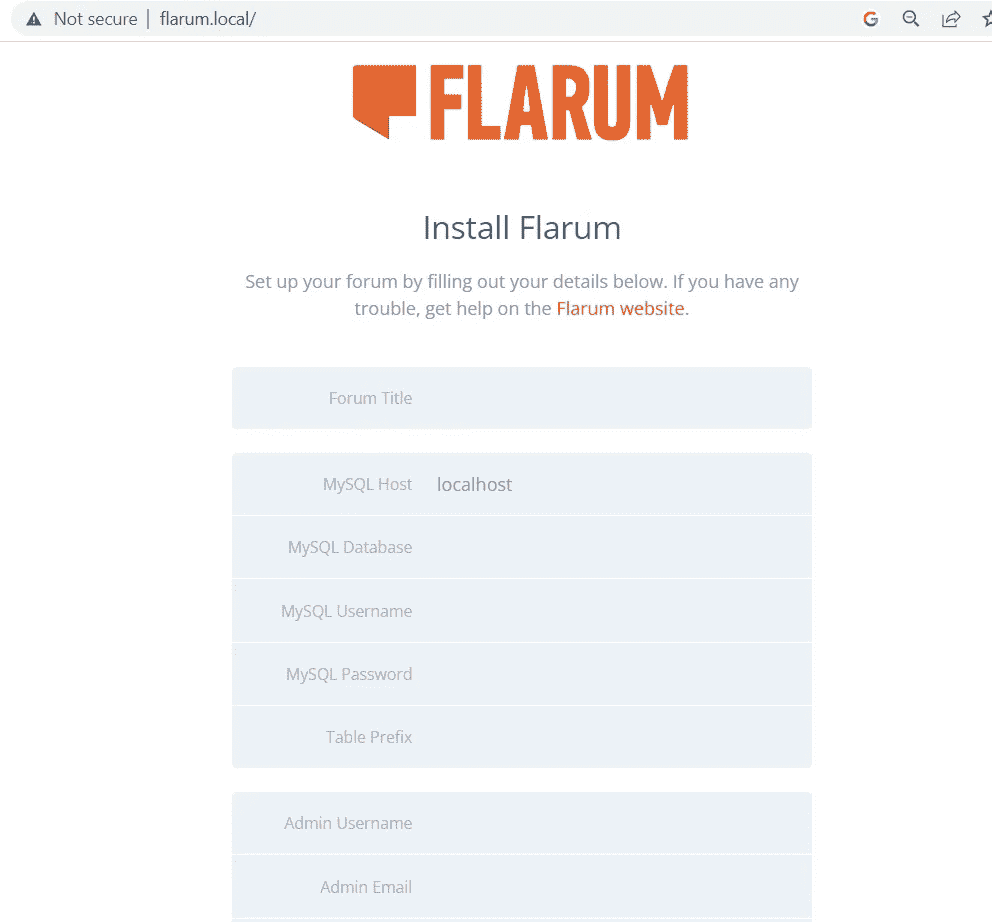 Not secure | flarum.local/
FLARUM
Install Flarum
Set up your forum by filling out your details below. If you have any
trouble, get help on the Flarum website.
Forum Title
MySQL Host localhost
MySQL Database
MySQL Username
MySQL Password
Table Prefix
Admin Username
Admin Email